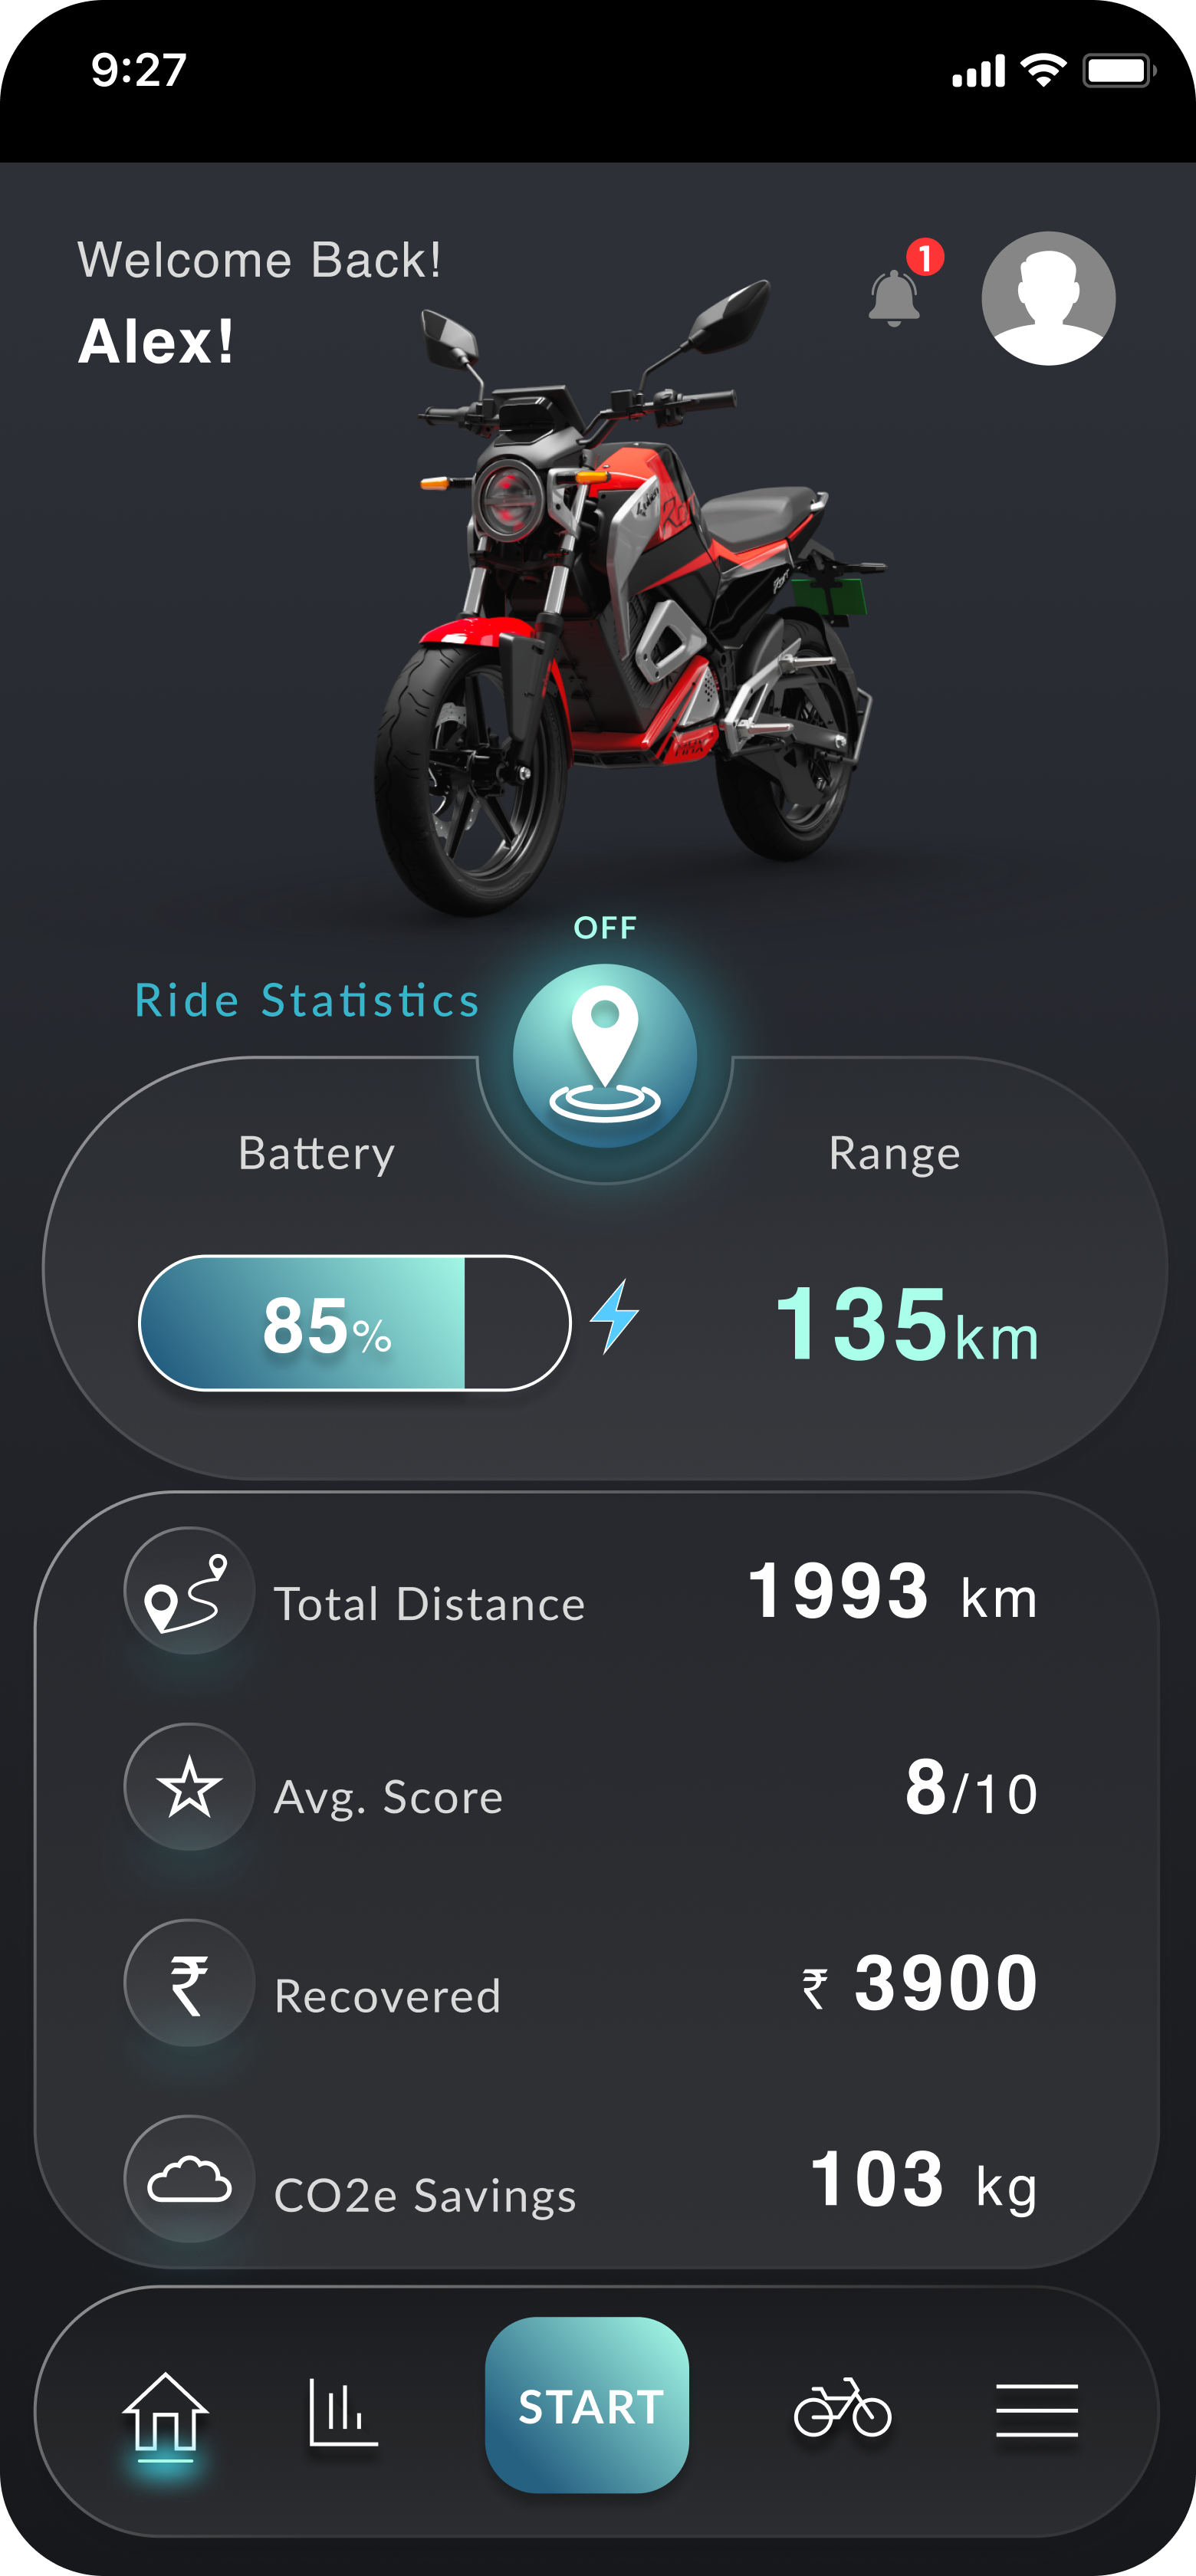 9:27
Welcome Back!
Alex!
1
OFF
Ride Statistics
Battery
Range
85%
135km
Total Distance
1993 km
Avg. Score
8/10
₹
Recovered
₹ 3900
CO2e Savings
103 kg
START